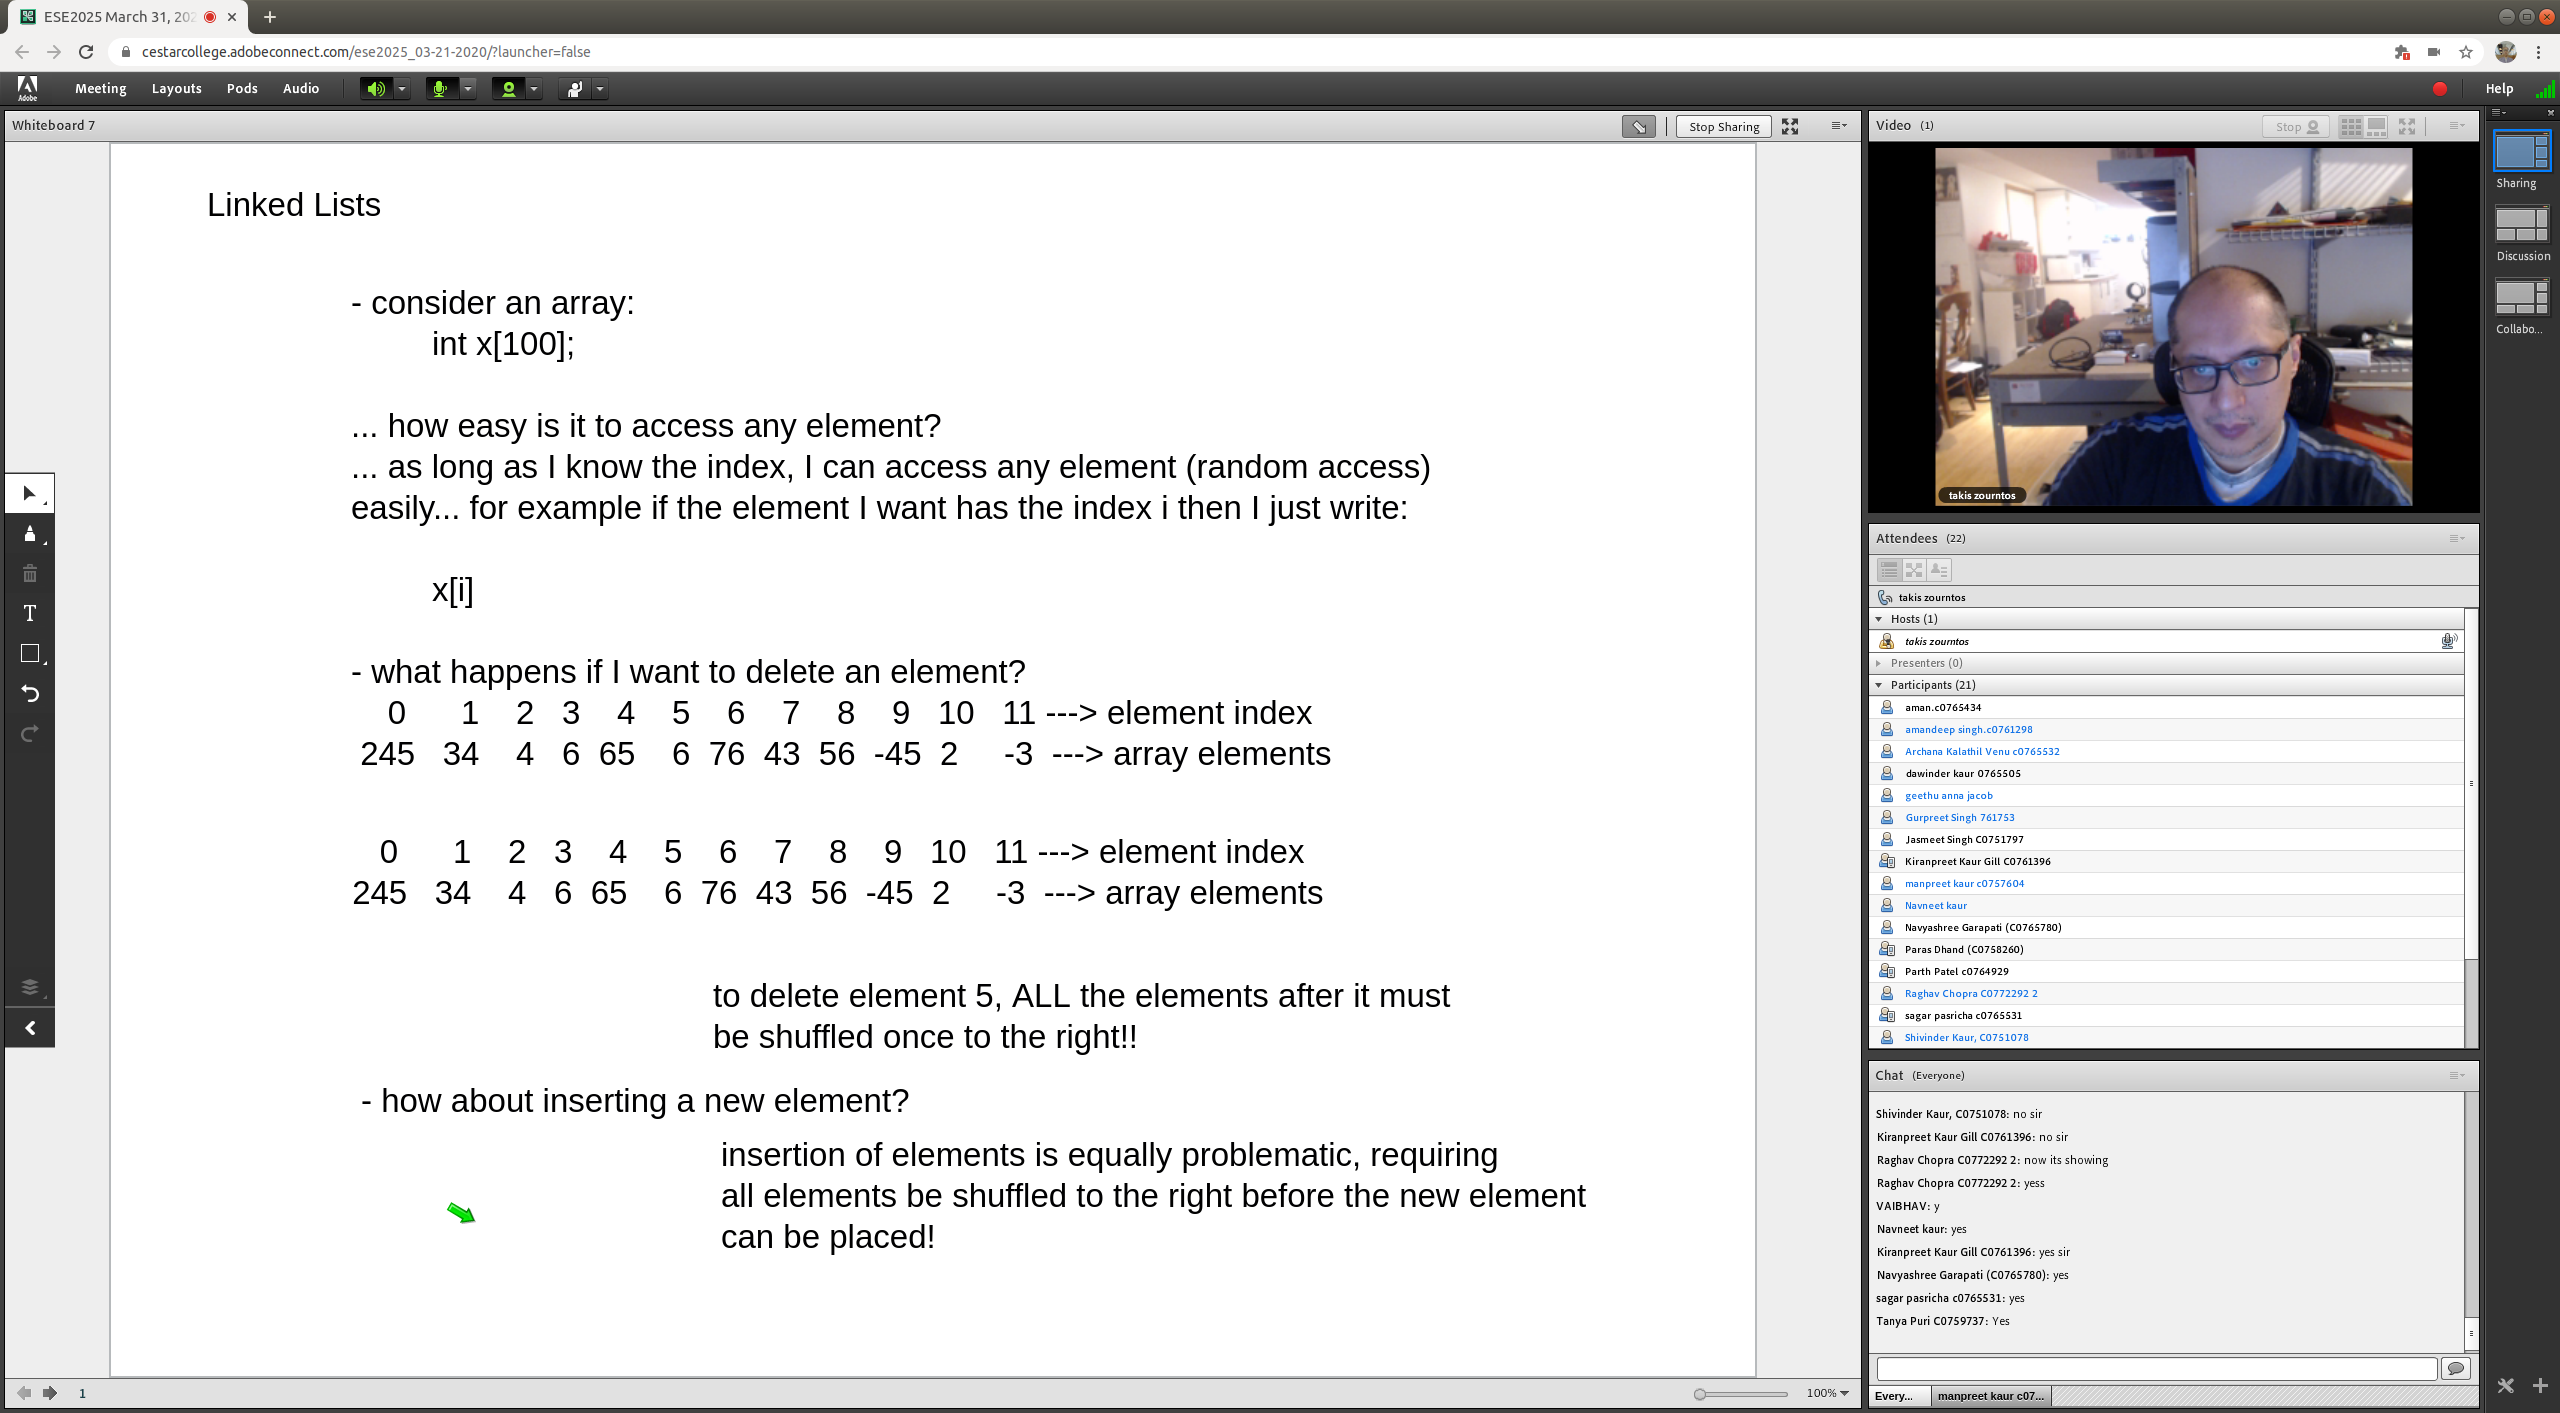 ESE2025 March 31, 202
cestarcollege.adobeconnect.com/ese2025_03-21-2020/?launcher=false
Adobe Meeting Layouts Pods Audio Help
Whiteboard 7 Stop Sharing
Linked Lists
- consider an array:
int x[100];
... how easy is it to access any element?
... as long as I know the index, I can access any element (random access)
easily... for example if the element I want has the index i then I just write:
x[i]
- what happens if I want to delete an element?
0 1 2 3 4 5 6 7 8 9 10 11 ---> element index
245 34 4 6 65 6 76 43 56 -45 2 -3 ---> array elements
0 1 2 3 4 5 6 7 8 9 10 11 ---> element index
245 34 4 6 65 6 76 43 56 -45 2 -3 ---> array elements
to delete element 5, ALL the elements after it must
be shuffled once to the right!!
- how about inserting a new element?
insertion of elements is equally problematic, requiring
all elements be shuffled to the right before the new element
can be placed!
T
1
100%
Video (1) Stop
takis zourntos
Attendees (22)
takis zourntos
Hosts (1)
takis zourntos
Presenters (0)
Participants (21)
aman.c0765434
amandeep singh.c0761298
Archana Kalathil Venu c0765532
dawinder kaur 0765505
geethu anna jacob
Gurpreet Singh 761753
Jasmeet Singh C0751797
Kiranpreet Kaur Gill C0761396
manpreet kaur c0757604
Navneet kaur
Navyashree Garapati (C0765780)
Paras Dhand (C0758260)
Parth Patel c0764929
Raghav Chopra C0772292 2
sagar pasricha c0765531
Shivinder Kaur, C0751078
Chat (Everyone)
Shivinder Kaur, C0751078: no sir
Kiranpreet Kaur Gill C0761396: no sir
Raghav Chopra C0772292 2: now its showing
Raghav Chopra C0772292 2: yess
VAIBHAV: y
Navneet kaur: yes
Kiranpreet Kaur Gill C0761396: yes sir
Navyashree Garapati (C0765780): yes
sagar pasricha c0765531: yes
Tanya Puri C0759737: Yes
Every... manpreet kaur c07...
Sharing
Discussion
Collabo...